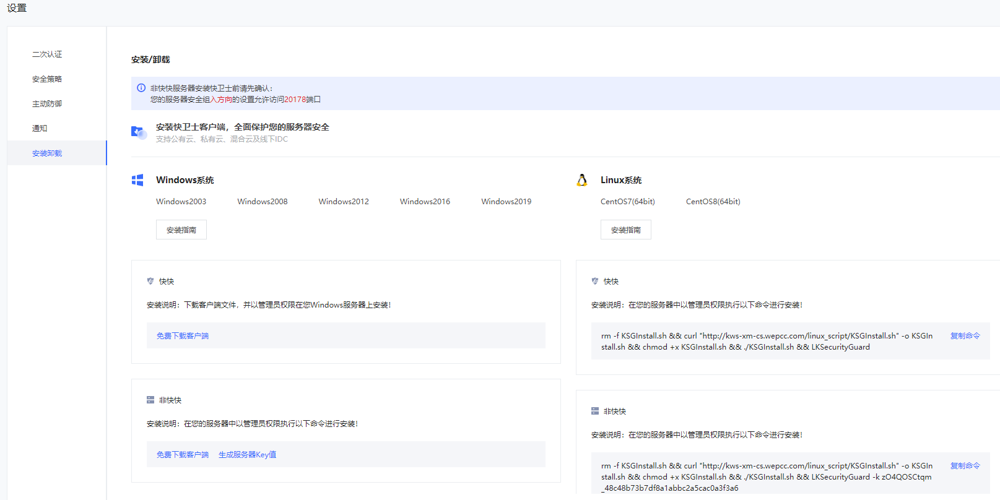 设置
二次认证
安全策略
主动防御
通知
安装卸载
安装/卸载
非快快服务器安装快卫士前请先确认：
您的服务器安全组入方向的设置允许访问20178端口
安装快卫士客户端，全面保护您的服务器安全
支持公有云、私有云、混合云及线下IDC
Windows系统
Windows2003 Windows2008 Windows2012 Windows2016 Windows2019
安装指南
快快
安装说明：下载客户端文件，并以管理员权限在您Windows服务器上安装！
免费下载客户端
非快快
安装说明：在您的服务器中以管理员权限执行以下命令进行安装！
免费下载客户端 生成服务器Key值
Linux系统
CentOS7(64bit) CentOS8(64bit)
安装指南
快快
安装说明：在您的服务器中以管理员权限执行以下命令进行安装！
rm -f KSGInstall.sh && curl "http://kws-xm-cs.wepcc.com/linux_script/KSGInstall.sh" -o KSGIn 复制命令
stall.sh && chmod +x KSGInstall.sh && ./KSGInstall.sh && LKSecurityGuard
非快快
安装说明：在您的服务器中以管理员权限执行以下命令进行安装！
rm -f KSGInstall.sh && curl "http://kws-xm-cs.wepcc.com/linux_script/KSGInstall.sh" -o KSGIn 复制命令
stall.sh && chmod +x KSGInstall.sh && ./KSGInstall.sh && LKSecurityGuard -k zO4QOSCtqm
_48c48b73b7df8a1abbc2a5cac0a3f3a6